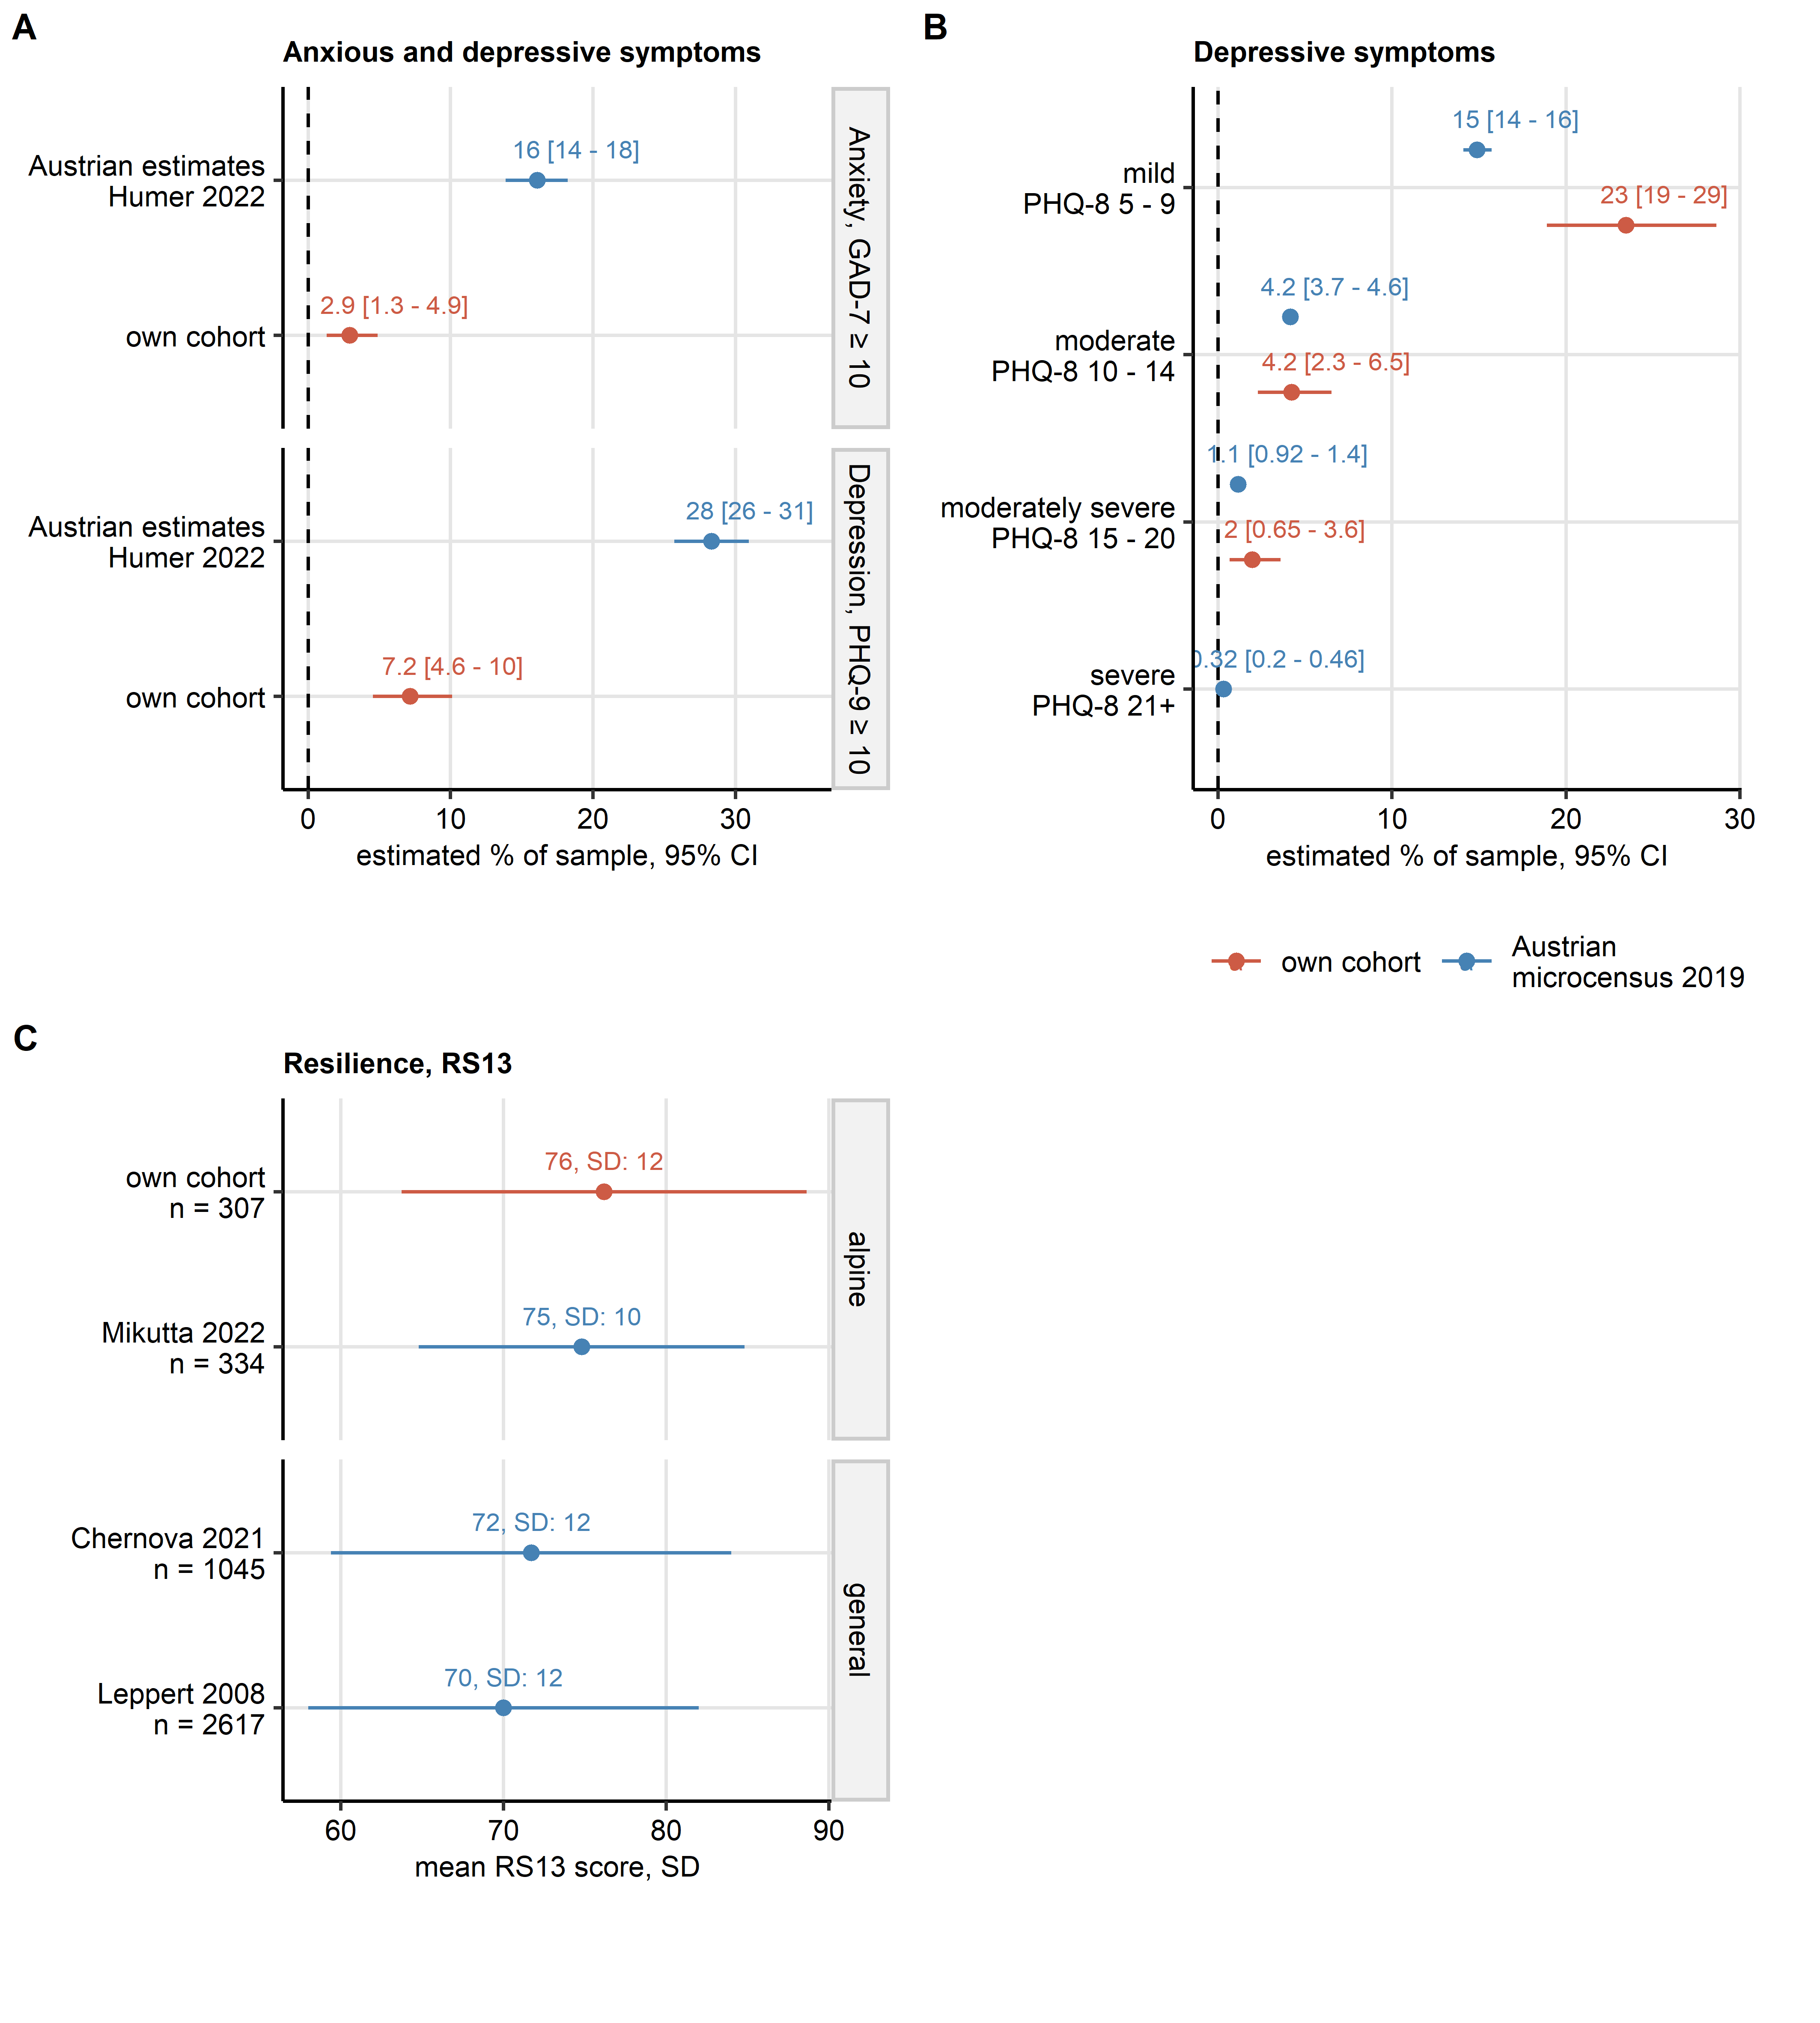 A
Anxious and depressive symptoms
Austrian estimates
Humer 2022
16 [14 - 18]
own cohort
2.9 [1.3 - 4.9]
Anxiety, GAD-7 ≥ 10
Austrian estimates
Humer 2022
28 [26 - 31]
own cohort
7.2 [4.6 - 10]
Depression, PHQ-9 ≥ 10
0 10 20 30
estimated % of sample, 95% CI
B
Depressive symptoms
mild
PHQ-8 5 - 9
15 [14 - 16]
23 [19 - 29]
moderate
PHQ-8 10 - 14
4.2 [3.7 - 4.6]
4.2 [2.3 - 6.5]
moderately severe
PHQ-8 15 - 20
1.1 [0.92 - 1.4]
2 [0.65 - 3.6]
severe
PHQ-8 21+
0.32 [0.2 - 0.46]
0 10 20 30
estimated % of sample, 95% CI
own cohort
Austrian
microcensus 2019
C
Resilience, RS13
own cohort
n = 307
76, SD: 12
Mikutta 2022
n = 334
75, SD: 10
alpine
Chernova 2021
n = 1045
72, SD: 12
Leppert 2008
n = 2617
70, SD: 12
general
60 70 80 90
mean RS13 score, SD